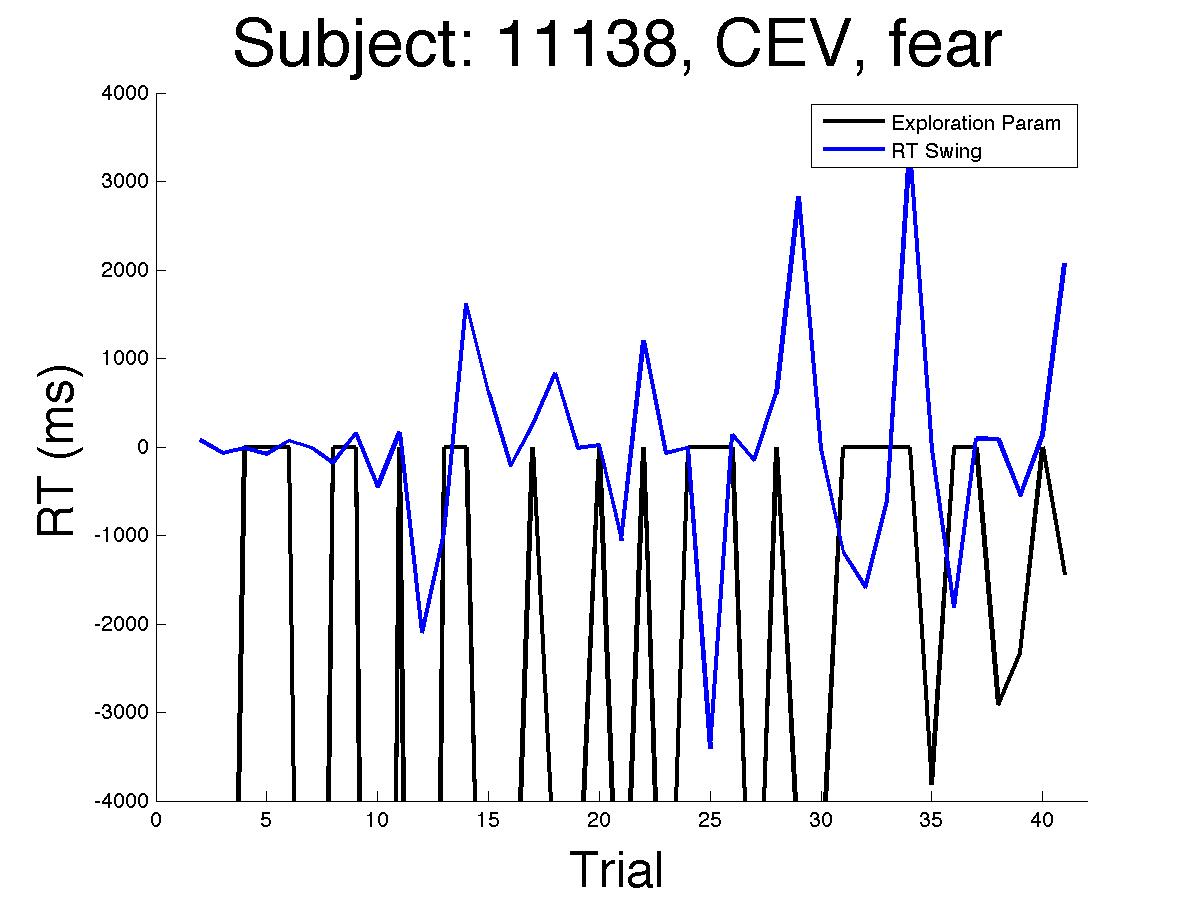 Subject: 11138, CEV, fear
4000
3000
2000
1000
0
-1000
-2000
-3000
-4000
RT (ms)
Exploration Param
RT Swing
0 5 10 15 20 25 30 35 40
Trial